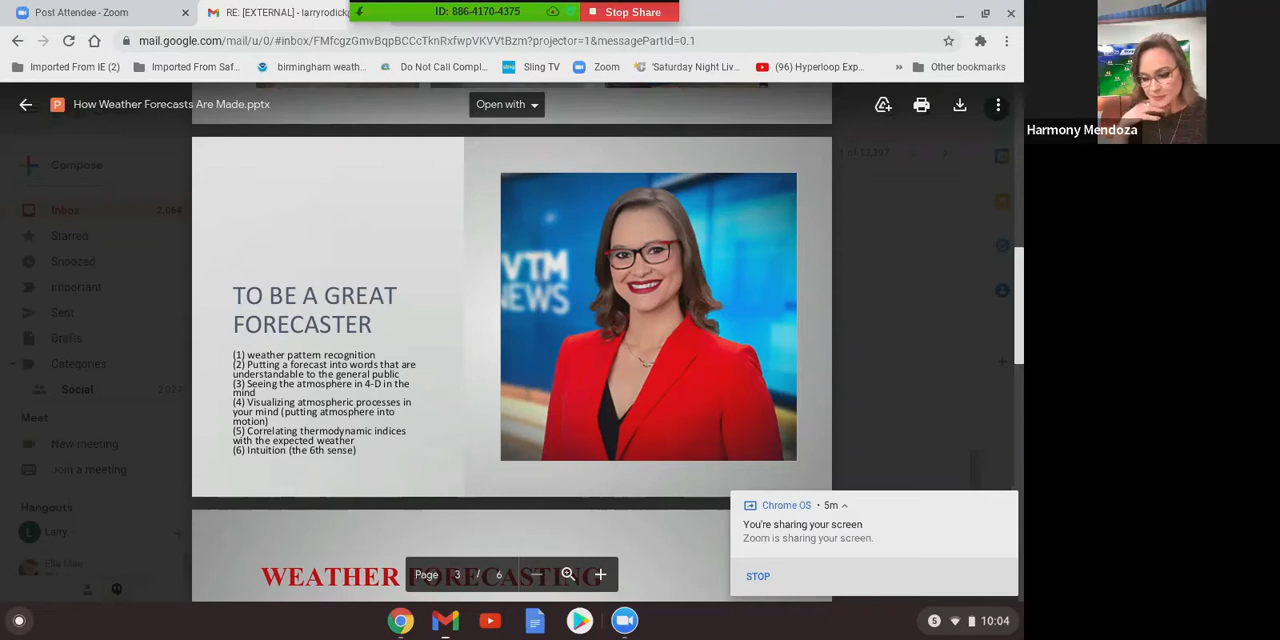 Post Attendee - Zoom
RE: [EXTERNAL] - larryrodick
ID: 886-4170-4375
Stop Share
mail.google.com/mail/u/0/#inbox/FMfcgzGmvBqpBCCcTknRxfwpVKVVtBzm?projector=1&messagePartId=0.1
Imported From IE (2)
Imported From Saf...
birmingham weath...
Do Not Call Compl...
Sling TV
Zoom
'Saturday Night Liv...
(96) Hyperloop Exp...
»
Other bookmarks
How Weather Forecasts Are Made.pptx
Open with
Harmony Mendoza
Compose
Inbox
Starred
Snoozed
Important
Sent
Drafts
Categories
Social
Meet
New meeting
Join a meeting
Hangouts
Larry
VTM
NEWS
TO BE A GREAT
FORECASTER
(1) weather pattern recognition
(2) Putting a forecast into words that are
understandable to the general public
(3) Seeing the atmosphere in 4-D in the
mind
(4) Visualizing atmospheric processes in
your mind (putting atmosphere into
motion)
(5) Correlating thermodynamic indices
with the expected weather
(6) Intuition (the 6th sense)
Chrome OS • 5m
You're sharing your screen
Zoom is sharing your screen.
STOP
WEATHER FORECASTING
Page 3 / 6
5
10:04